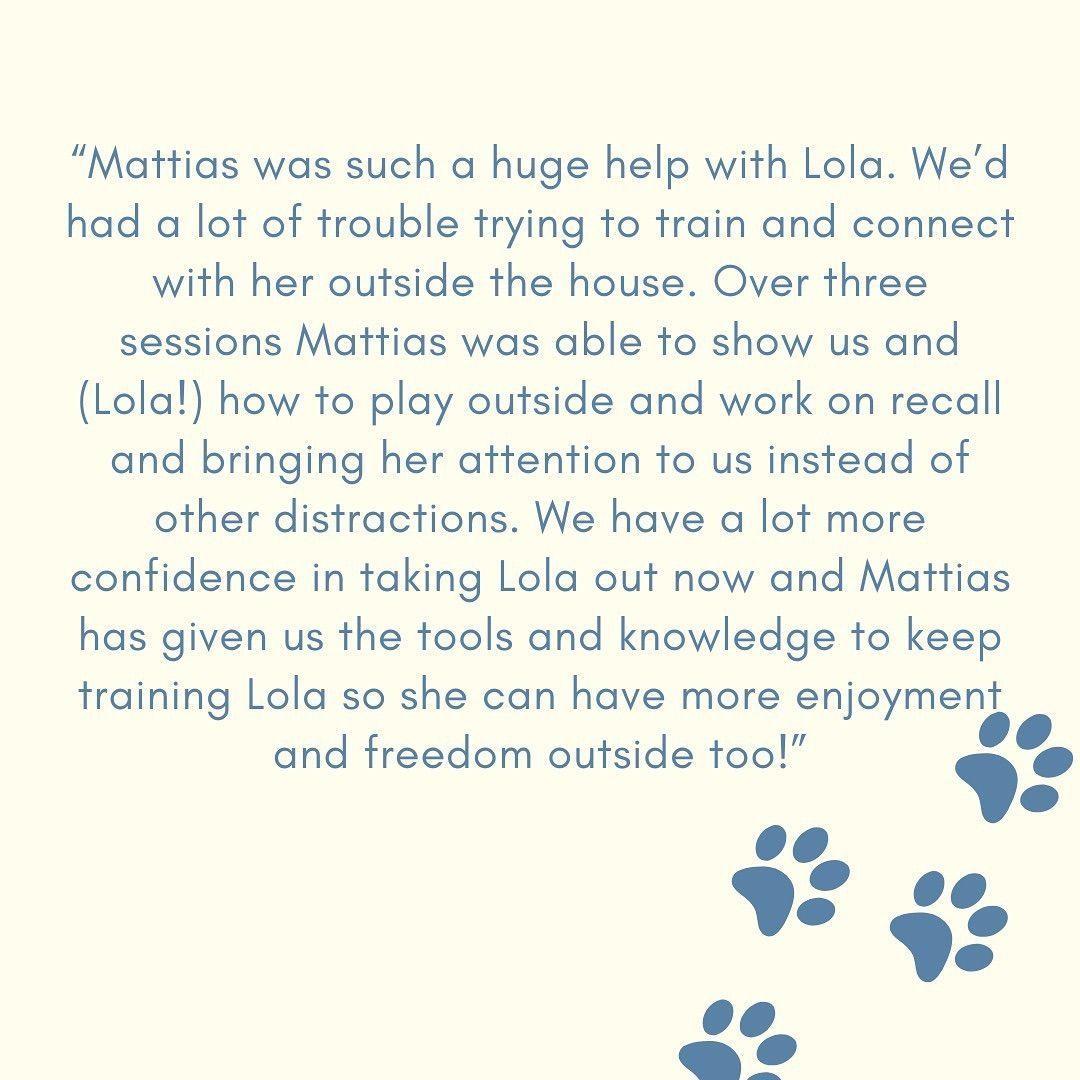 “Mattias was such a huge help with Lola. We’d
had a lot of trouble trying to train and connect
with her outside the house. Over three
sessions Mattias was able to show us and
(Lola!) how to play outside and work on recall
and bringing her attention to us instead of
other distractions. We have a lot more
confidence in taking Lola out now and Mattias
has given us the tools and knowledge to keep
training Lola so she can have more enjoyment
and freedom outside too!”